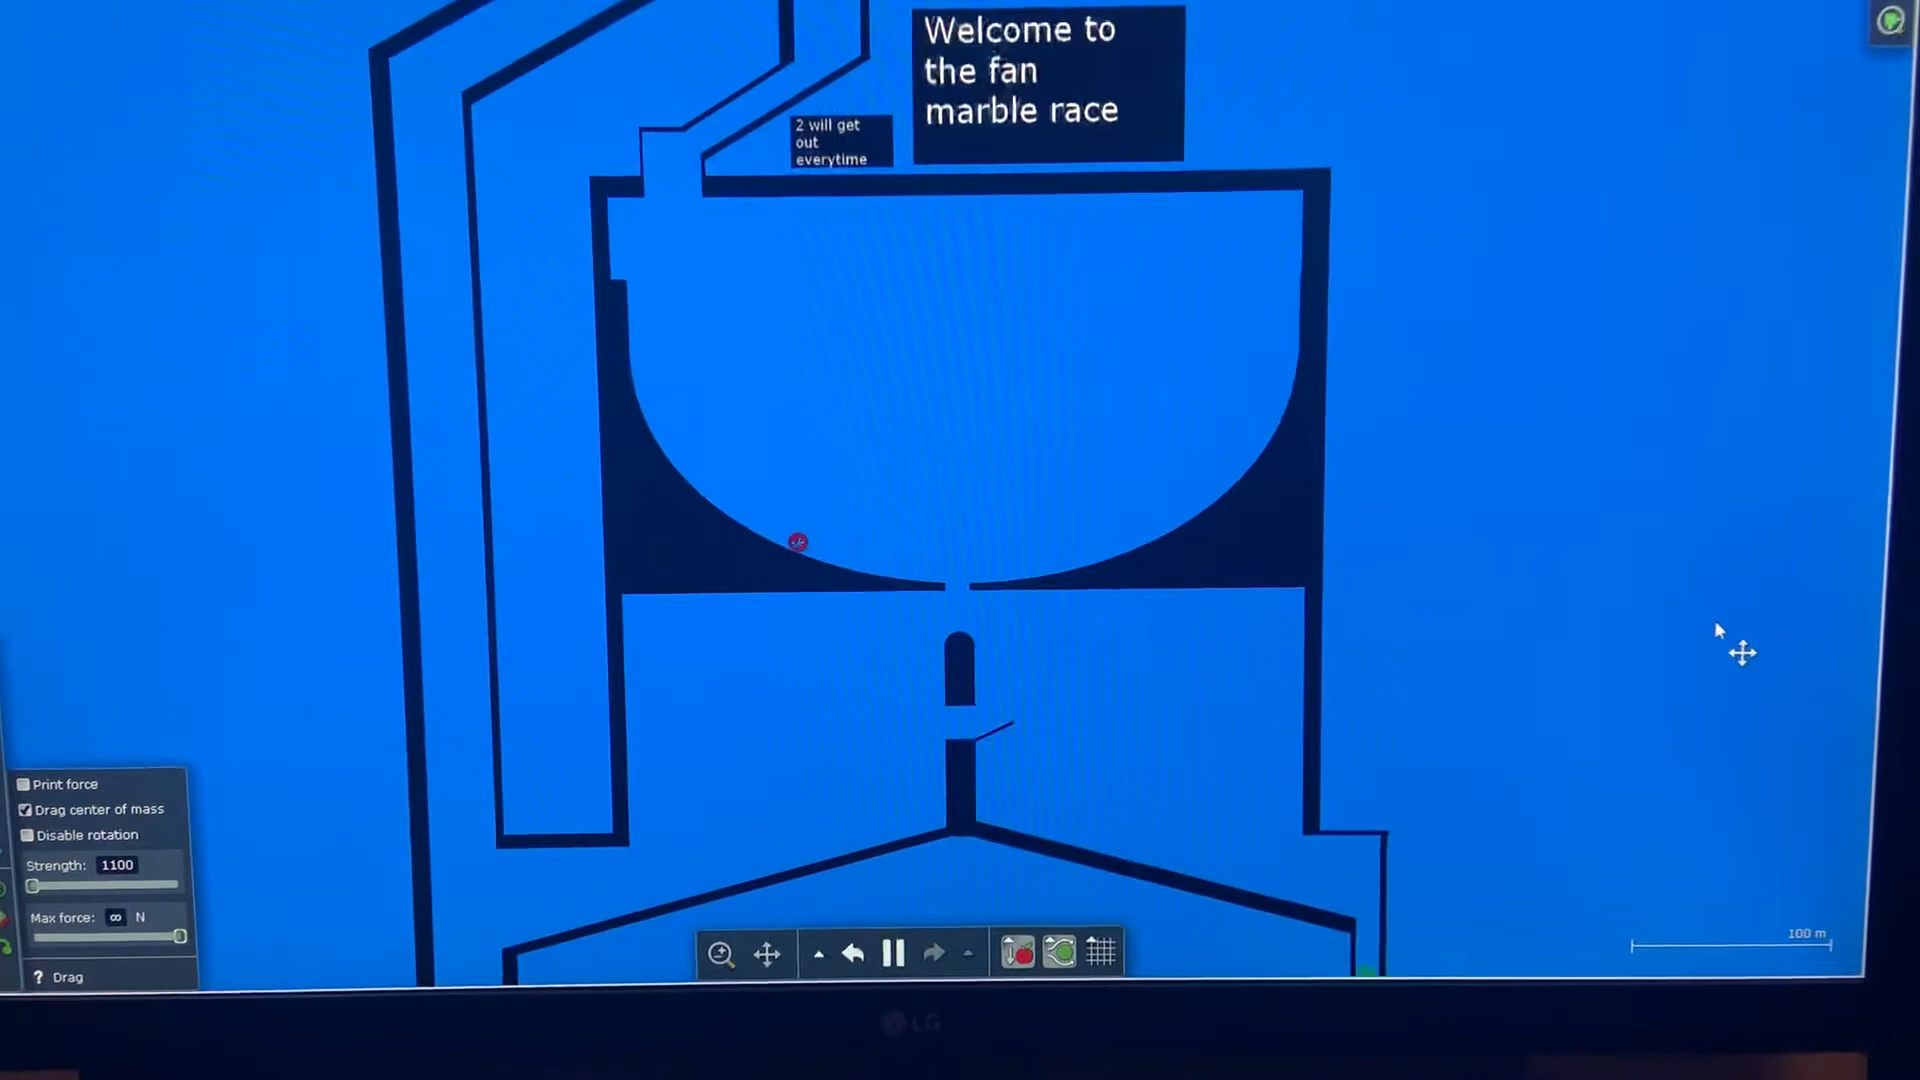 Welcome to
the fan
marble race
2 will get
out
everytime
Print force
Drag center of mass
Disable rotation
Strength: 1100
Max force: ∞ N
? Drag
100 m
LG